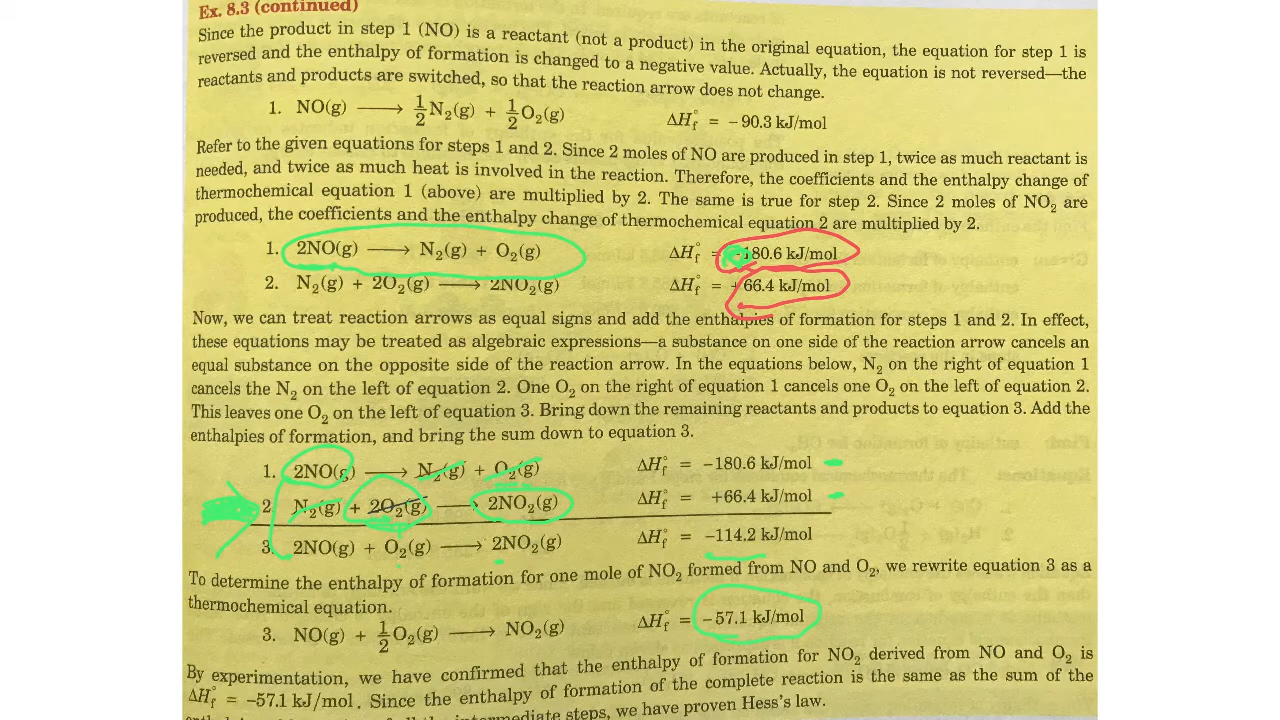 Ex. 8.3 (continued)
Since the product in step 1 (NO) is a reactant (not a product) in the original equation, the equation for step 1 is
reversed and the enthalpy of formation is changed to a negative value. Actually, the equation is not reversed—the
reactants and products are switched, so that the reaction arrow does not change.
1. NO(g) ⟶ ½N₂(g) + ½O₂(g) ΔH°f = −90.3 kJ/mol
Refer to the given equations for steps 1 and 2. Since 2 moles of NO are produced in step 1, twice as much reactant is
needed, and twice as much heat is involved in the reaction. Therefore, the coefficients and the enthalpy change of
thermochemical equation 1 (above) are multiplied by 2. The same is true for step 2. Since 2 moles of NO₂ are
produced, the coefficients and the enthalpy change of thermochemical equation 2 are multiplied by 2.
1. 2NO(g) ⟶ N₂(g) + O₂(g) ΔH°f = −180.6 kJ/mol
2. N₂(g) + 2O₂(g) ⟶ 2NO₂(g) ΔH°f = +66.4 kJ/mol
Now, we can treat reaction arrows as equal signs and add the enthalpies of formation for steps 1 and 2. In effect,
these equations may be treated as algebraic expressions—a substance on one side of the reaction arrow cancels an
equal substance on the opposite side of the reaction arrow. In the equations below, N₂ on the right of equation 1
cancels the N₂ on the left of equation 2. One O₂ on the right of equation 1 cancels one O₂ on the left of equation 2.
This leaves one O₂ on the left of equation 3. Bring down the remaining reactants and products to equation 3. Add the
enthalpies of formation, and bring the sum down to equation 3.
1. 2NO(g) ⟶ N₂(g) + O₂(g) ΔH°f = −180.6 kJ/mol
2. N₂(g) + 2O₂(g) ⟶ 2NO₂(g) ΔH°f = +66.4 kJ/mol
3. 2NO(g) + O₂(g) ⟶ 2NO₂(g) ΔH°f = −114.2 kJ/mol
To determine the enthalpy of formation for one mole of NO₂ formed from NO and O₂, we rewrite equation 3 as a
thermochemical equation.
3. NO(g) + ½O₂(g) ⟶ NO₂(g) ΔH°f = −57.1 kJ/mol
By experimentation, we have confirmed that the enthalpy of formation for NO₂ derived from NO and O₂ is
ΔH°f = −57.1 kJ/mol. Since the enthalpy of formation of the complete reaction is the same as the sum of the
steps, we have proven Hess's law.